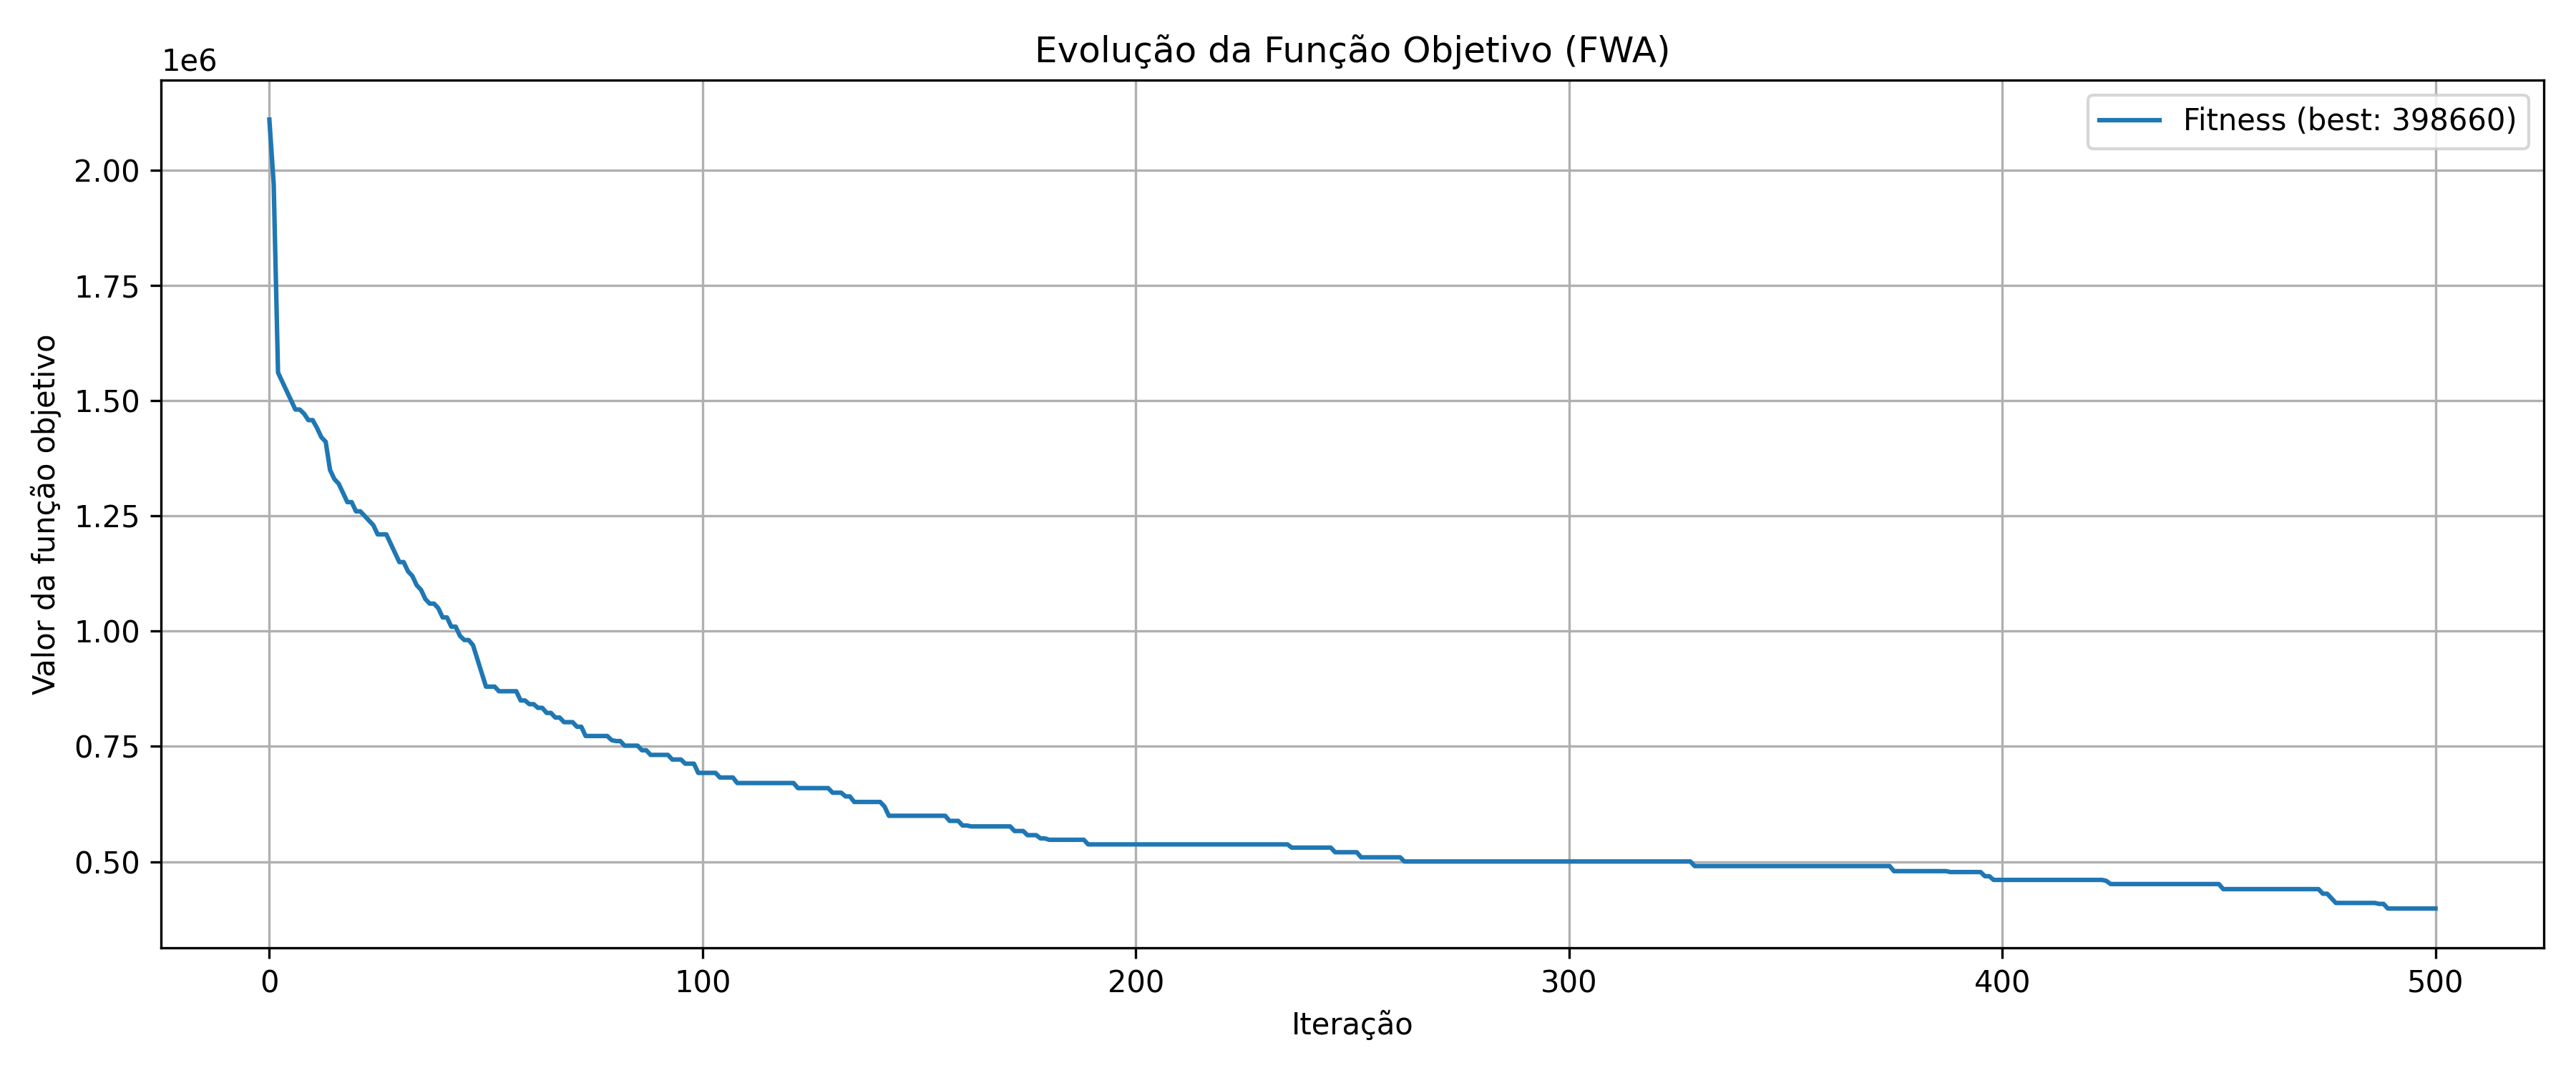 Evolução da Função Objetivo (FWA)
1e6
Fitness (best: 398660)
Valor da função objetivo
2.00
1.75
1.50
1.25
1.00
0.75
0.50
0 100 200 300 400 500
Iteração